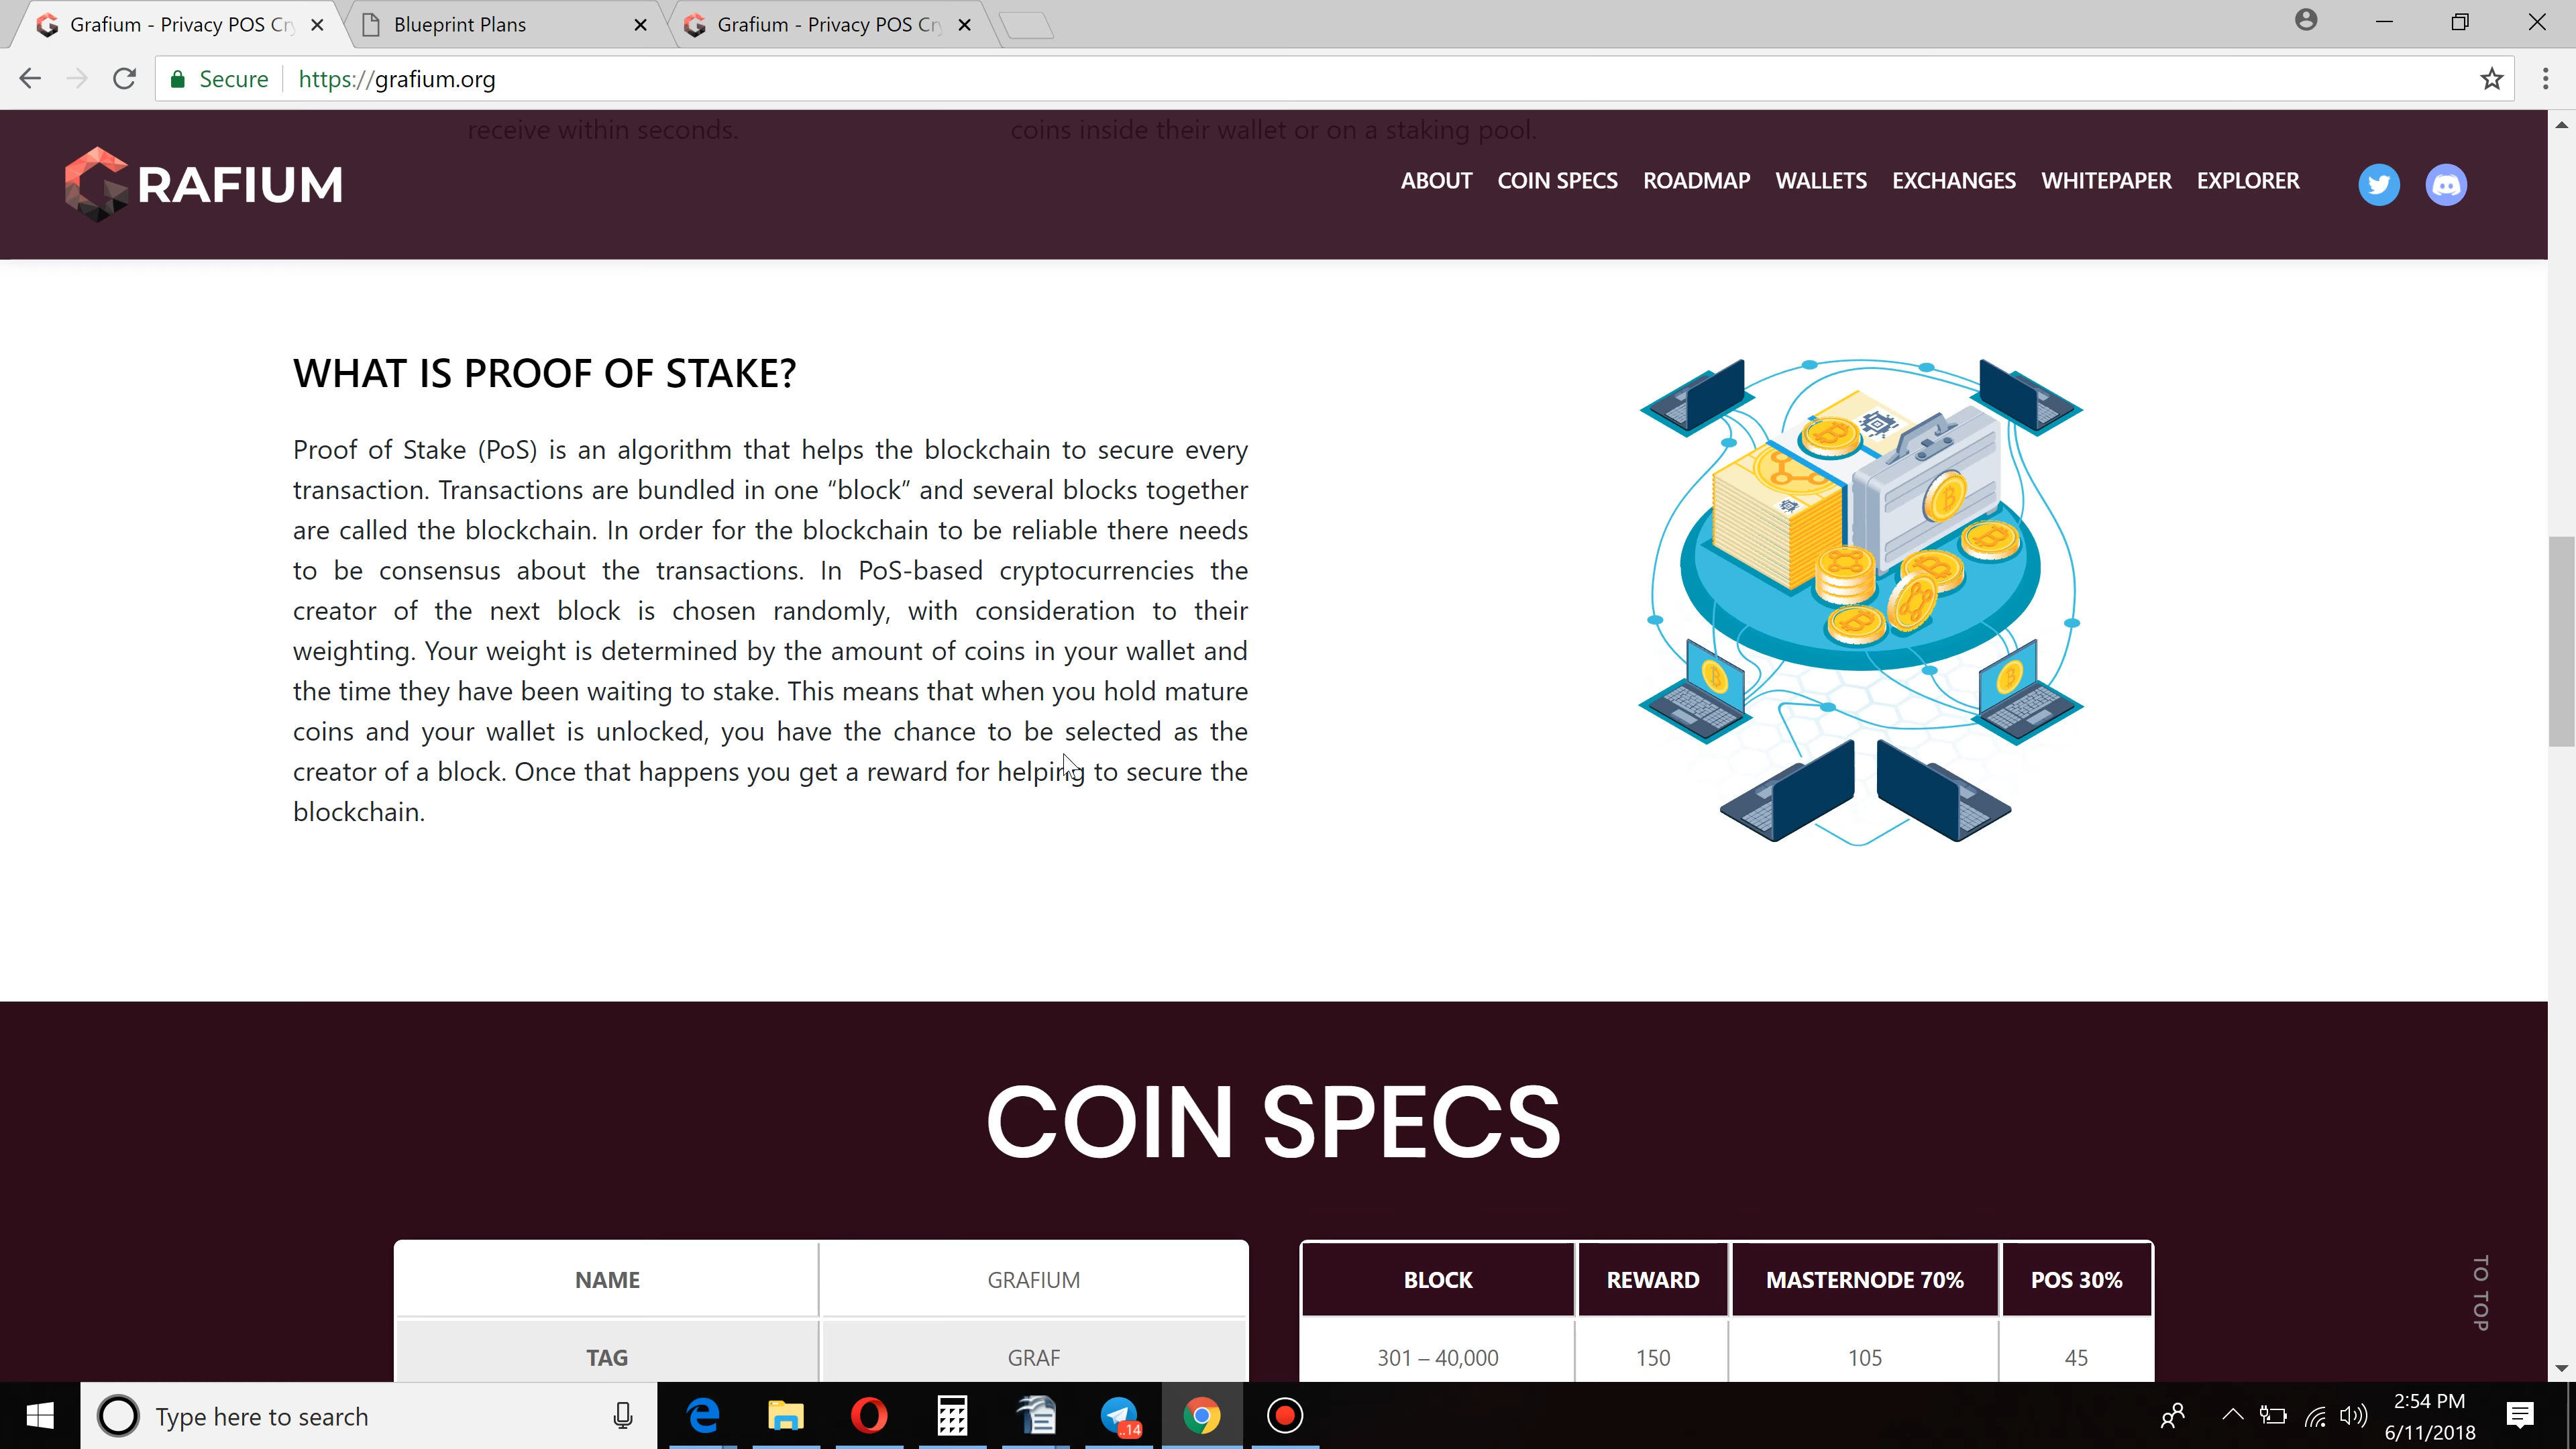 Grafium - Privacy POS Cr
Blueprint Plans
Grafium - Privacy POS Cr
Secure
https://grafium.org
receive within seconds.
coins inside their wallet or on a staking pool.
GRAFIUM
ABOUT COIN SPECS ROADMAP WALLETS EXCHANGES WHITEPAPER EXPLORER
WHAT IS PROOF OF STAKE?
Proof of Stake (PoS) is an algorithm that helps the blockchain to secure every
transaction. Transactions are bundled in one “block” and several blocks together
are called the blockchain. In order for the blockchain to be reliable there needs
to be consensus about the transactions. In PoS-based cryptocurrencies the
creator of the next block is chosen randomly, with consideration to their
weighting. Your weight is determined by the amount of coins in your wallet and
the time they have been waiting to stake. This means that when you hold mature
coins and your wallet is unlocked, you have the chance to be selected as the
creator of a block. Once that happens you get a reward for helping to secure the
blockchain.
COIN SPECS
NAME GRAFIUM
TAG GRAF
BLOCK REWARD MASTERNODE 70% POS 30%
301 – 40,000 150 105 45
TO TOP
Type here to search
..14
2:54 PM
6/11/2018